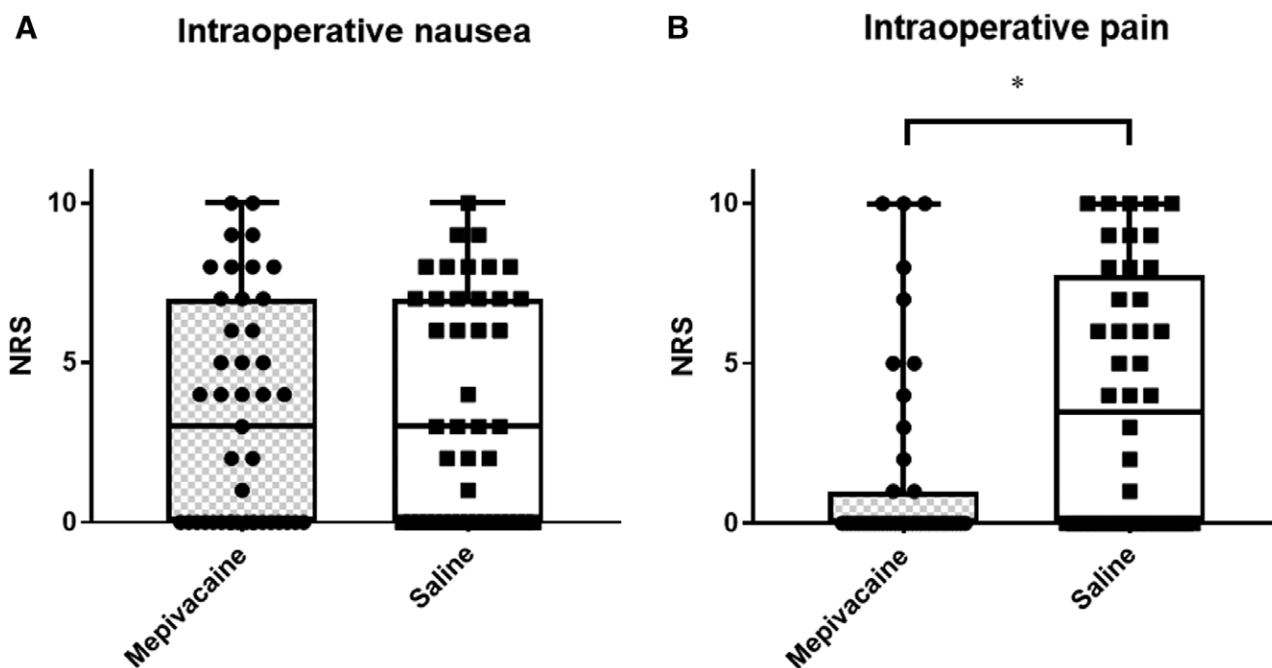 A Intraoperative nausea
NRS
10
5
0
Mepivacaine
Saline
B Intraoperative pain
*
NRS
10
5
0
Mepivacaine
Saline